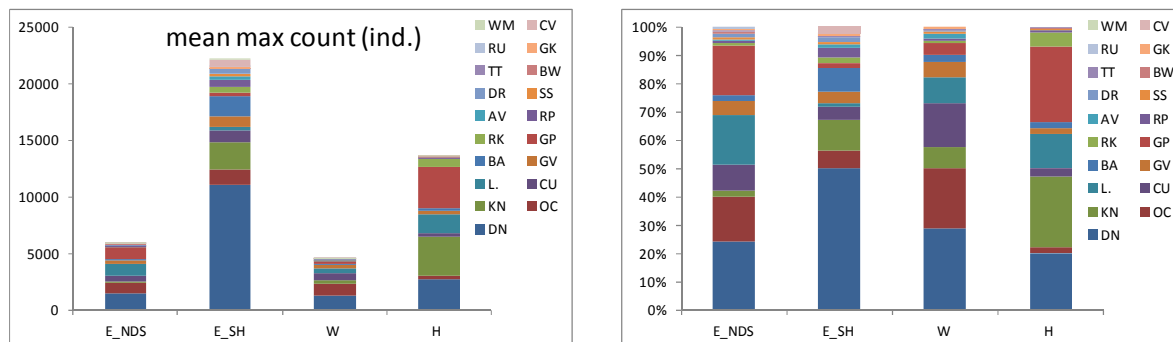 mean max count (ind.)
25000
20000
15000
10000
5000
0
E_NDS E_SH W H
WM CV
RU GK
TT BW
DR SS
AV RP
RK GP
BA GV
L. CU
KN OC
DN
100%
90%
80%
70%
60%
50%
40%
30%
20%
10%
0%
E_NDS E_SH W H
WM CV
RU GK
TT BW
DR SS
AV RP
RK GP
BA GV
L. CU
KN OC
DN